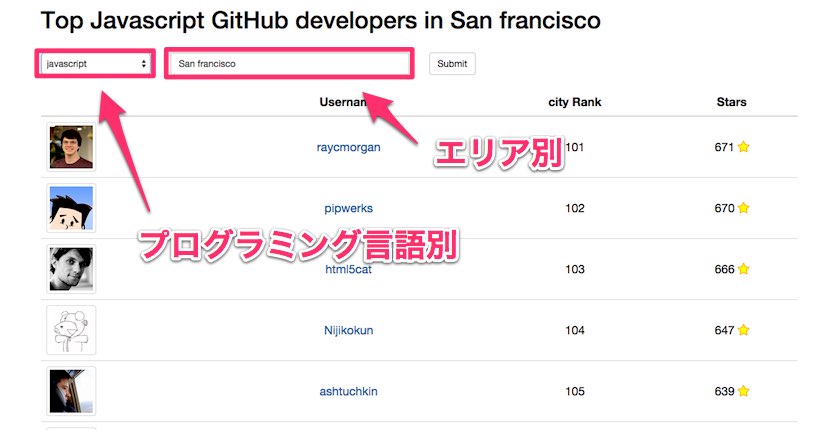 Top Javascript GitHub developers in San francisco
javascript San francisco Submit
Username city Rank Stars
raycmorgan 101 671
エリア別
pipwerks 102 670
プログラミング言語別
html5cat 103 666
Nijikokun 104 647
ashtuchkin 105 639